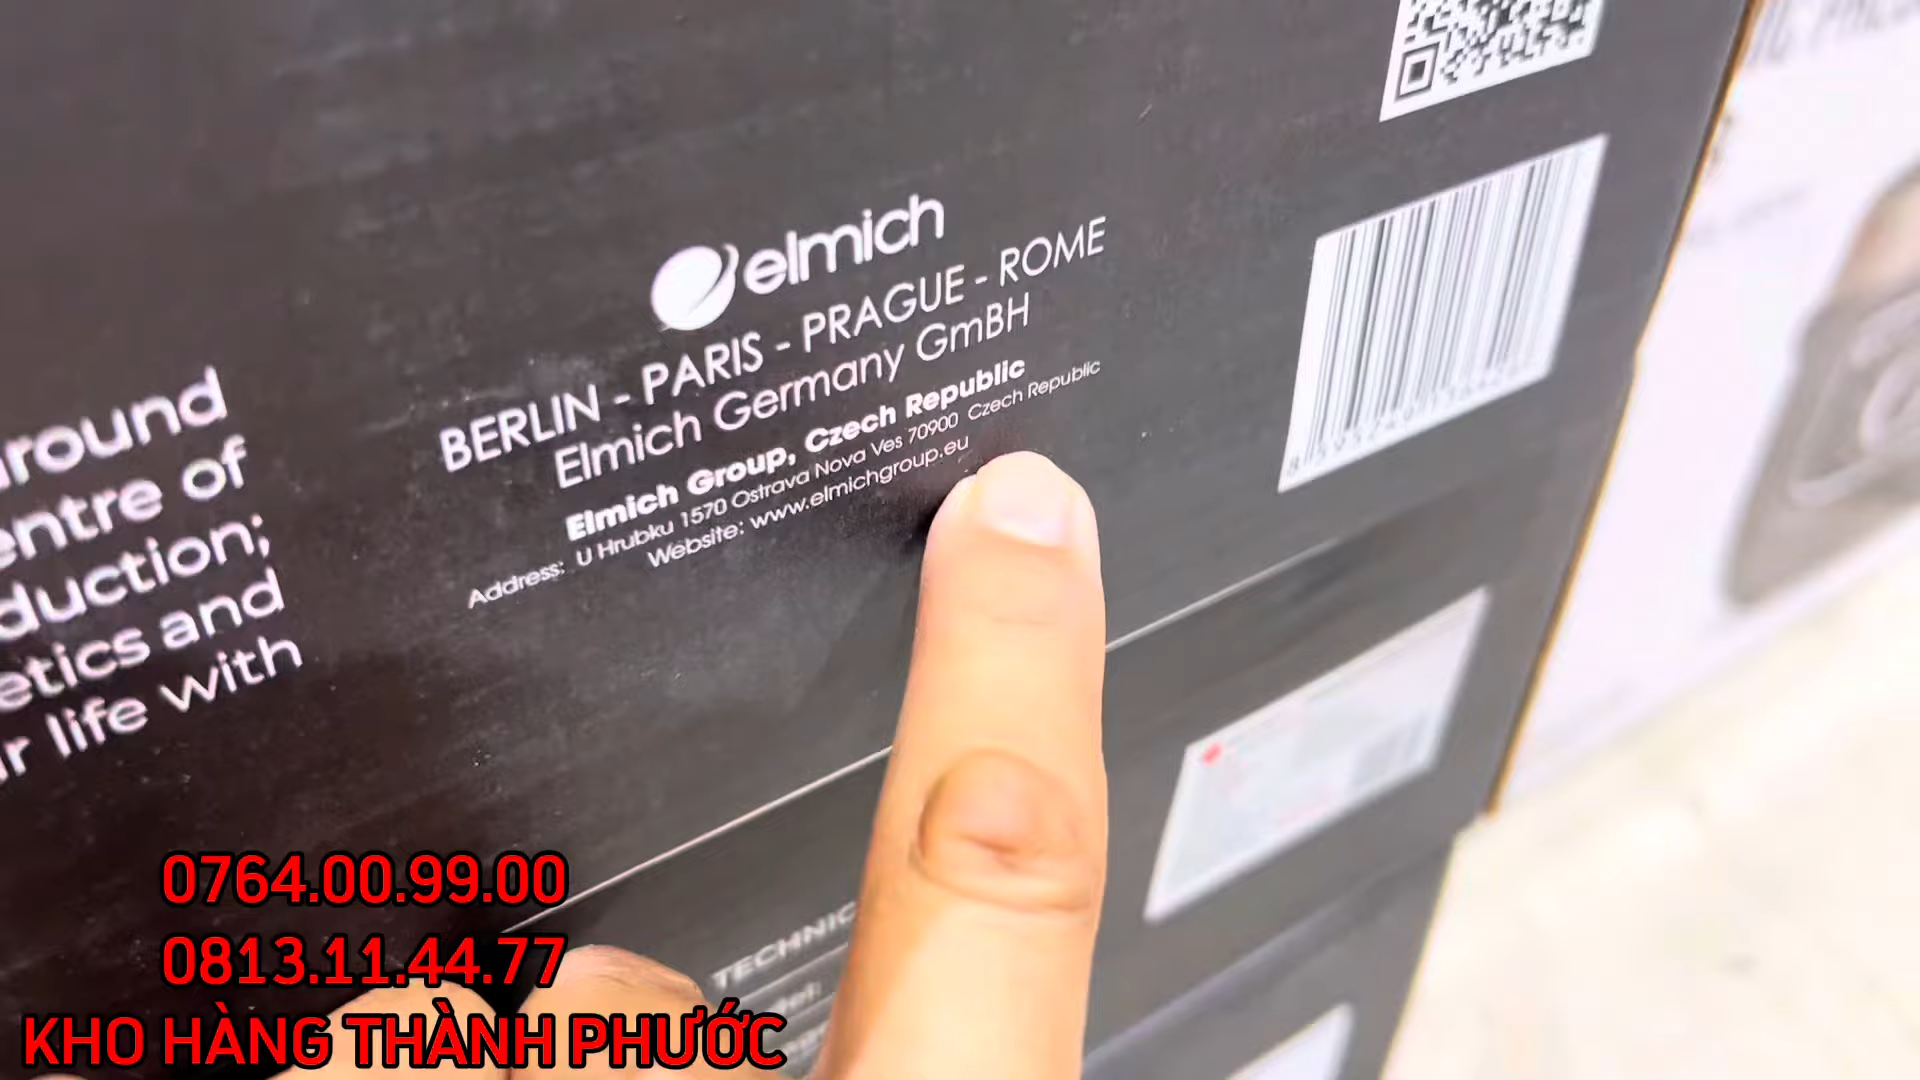 elmich
BERLIN - PARIS - PRAGUE - ROME
Elmich Germany GmBH
Elmich Group, Czech Republic
Address: U Hrubku 1570 Ostrava Nova Ves 70900 Czech Republic
Website: www.elmichgroup.eu
round
entre of
duction;
etics and
r life with
TECHNIC
0764.00.99.00
0813.11.44.77
KHO HÀNG THÀNH PHƯỚC